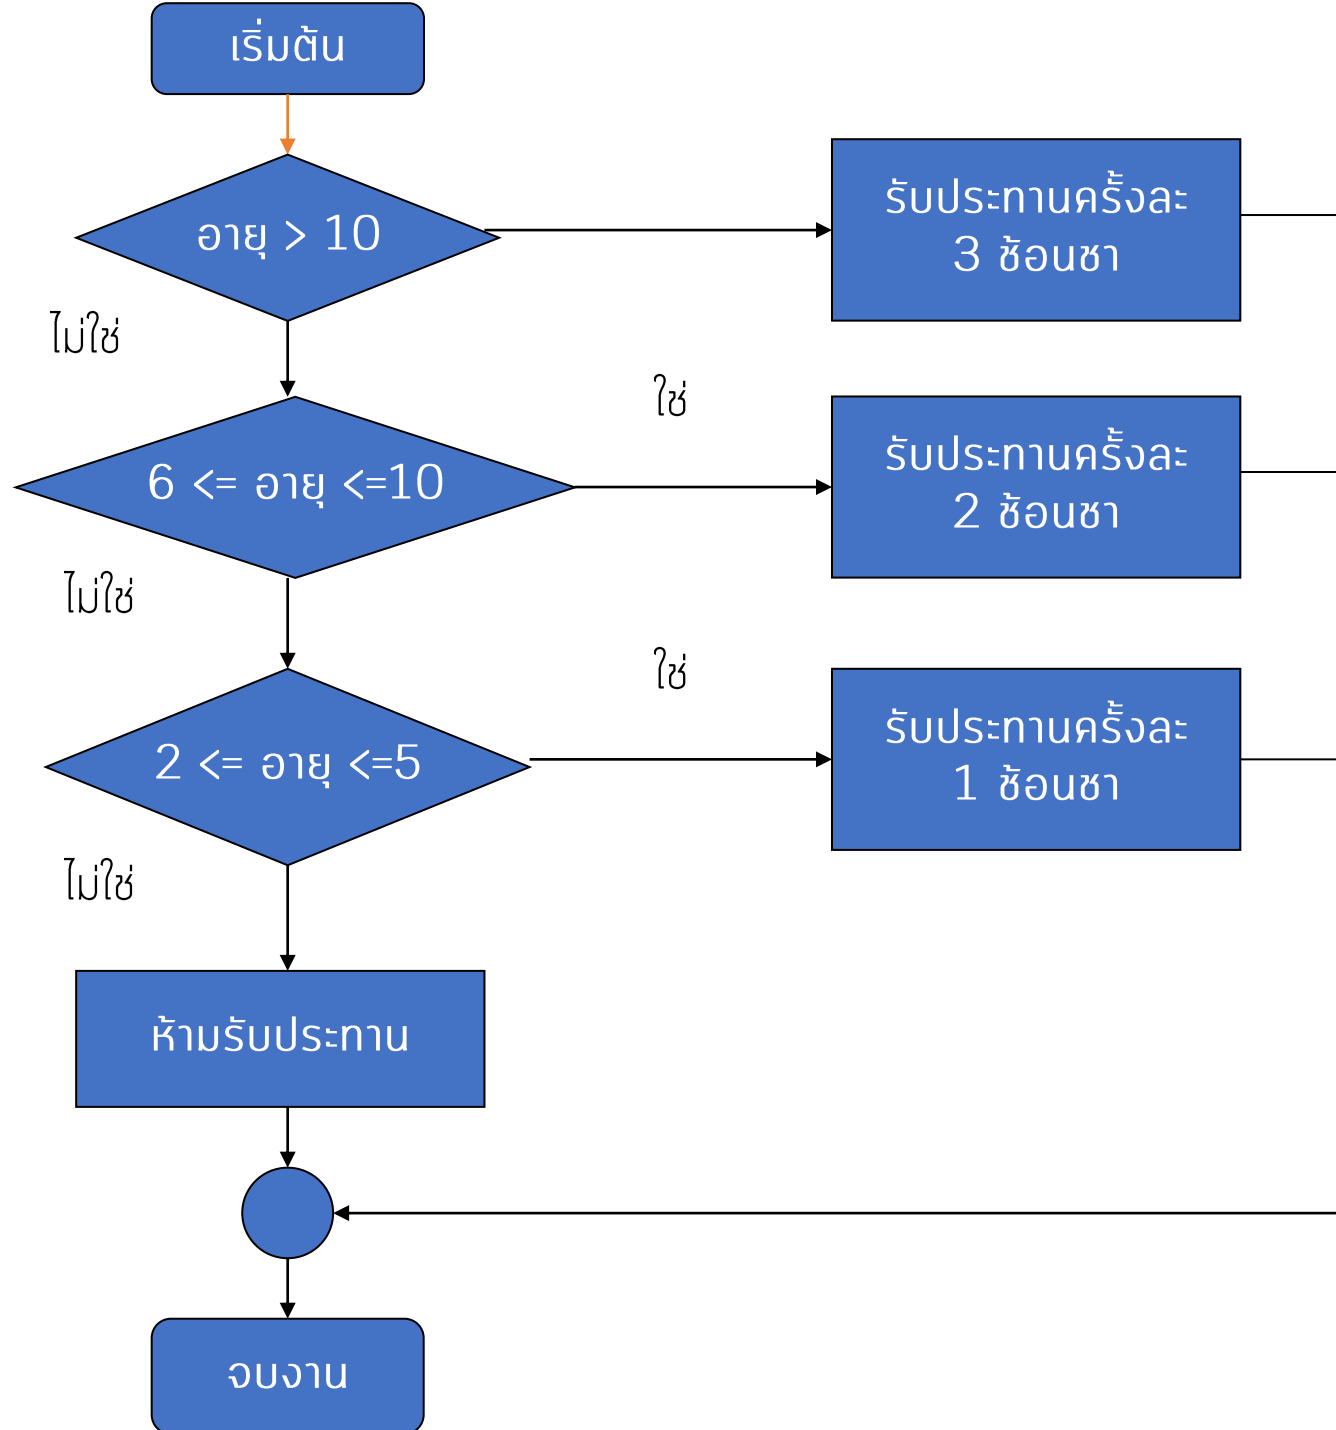 เริ่มต้น
อายุ > 10
รับประทานครั้งละ
3 ช้อนชา
ไม่ใช่
ใช่
6 <= อายุ <=10
รับประทานครั้งละ
2 ช้อนชา
ไม่ใช่
ใช่
2 <= อายุ <=5
รับประทานครั้งละ
1 ช้อนชา
ไม่ใช่
ห้ามรับประทาน
จบงาน